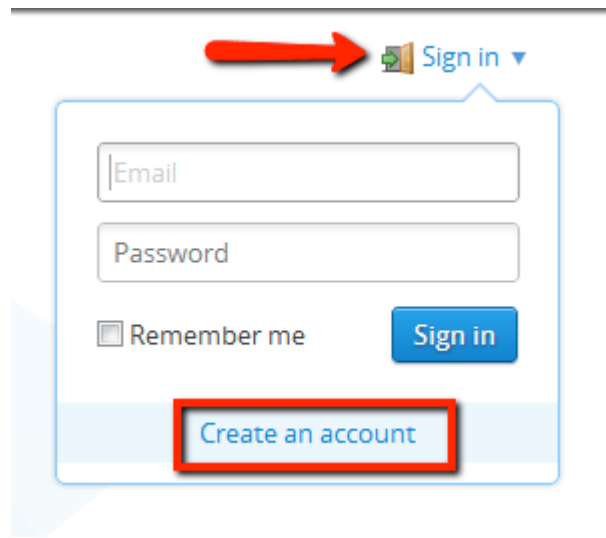 Sign in
Email
Password
Remember me
Sign in
Create an account